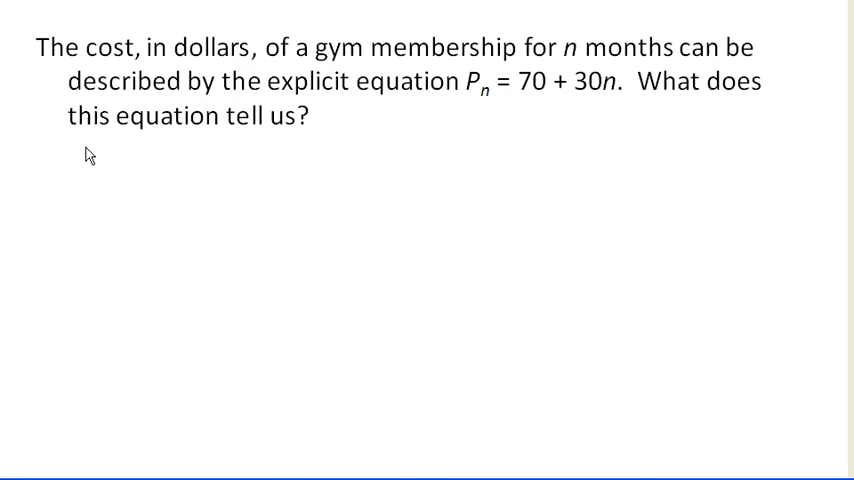 The cost, in dollars, of a gym membership for n months can be
described by the explicit equation Pₙ = 70 + 30n. What does
this equation tell us?